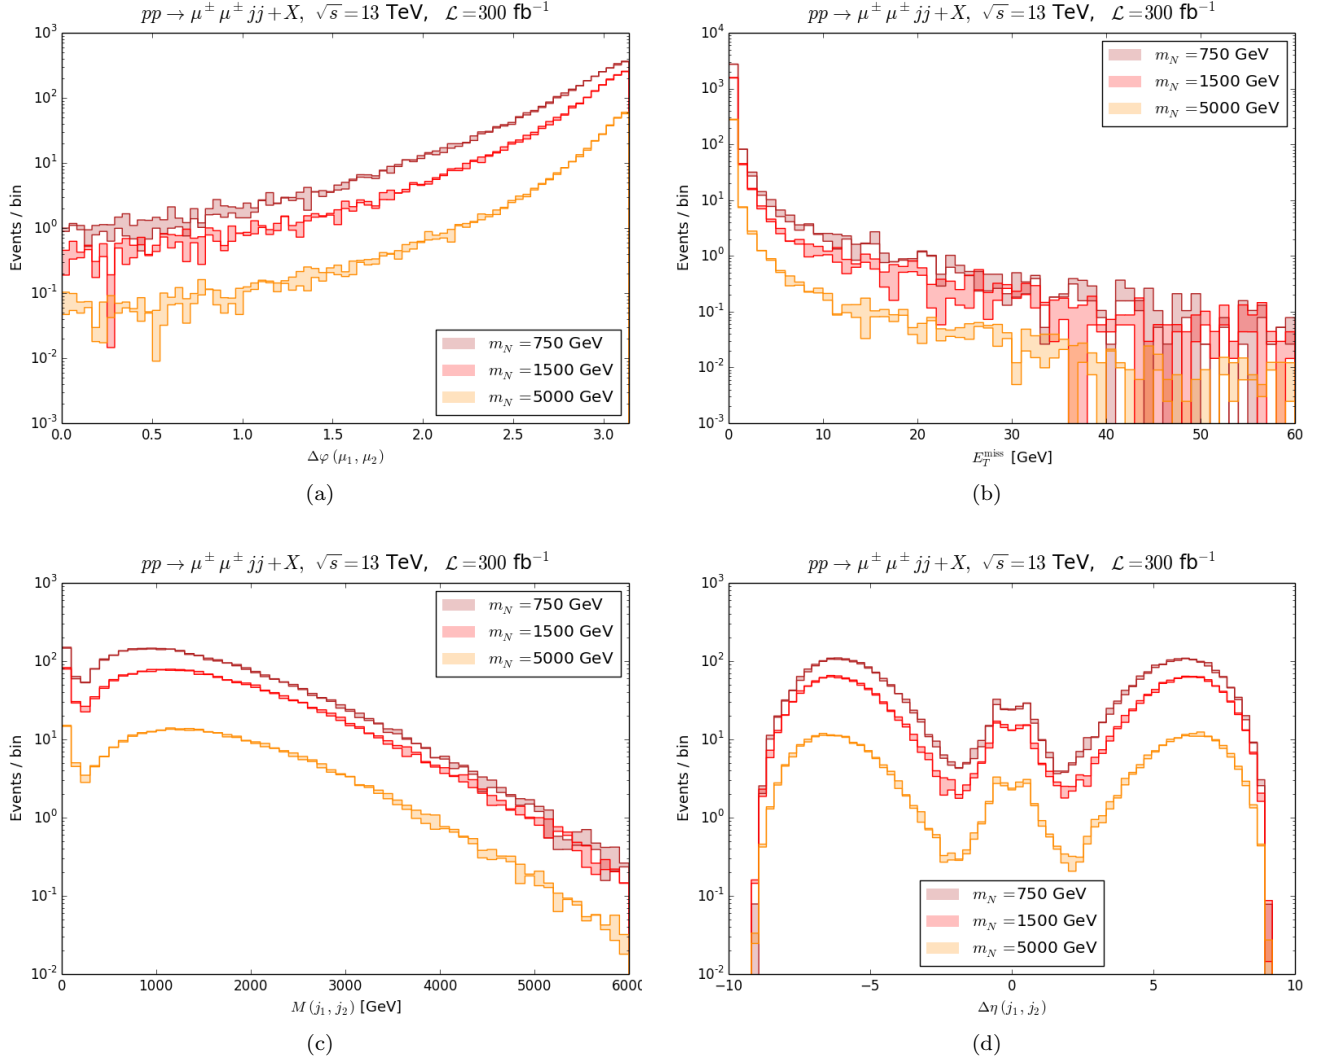 pp → μ± μ± jj + X, √s = 13 TeV, ℒ = 300 fb⁻¹
10³
10²
10¹
10⁰
10⁻¹
10⁻²
10⁻³
Events / bin
m_N = 750 GeV
m_N = 1500 GeV
m_N = 5000 GeV
0.0 0.5 1.0 1.5 2.0 2.5 3.0
Δφ (μ₁, μ₂)
(a)
pp → μ± μ± jj + X, √s = 13 TeV, ℒ = 300 fb⁻¹
10⁴
10³
10²
10¹
10⁰
10⁻¹
10⁻²
10⁻³
Events / bin
m_N = 750 GeV
m_N = 1500 GeV
m_N = 5000 GeV
0 10 20 30 40 50 60
E_T^miss [GeV]
(b)
pp → μ± μ± jj + X, √s = 13 TeV, ℒ = 300 fb⁻¹
10³
10²
10¹
10⁰
10⁻¹
10⁻²
Events / bin
m_N = 750 GeV
m_N = 1500 GeV
m_N = 5000 GeV
0 1000 2000 3000 4000 5000 6000
M (j₁, j₂) [GeV]
(c)
pp → μ± μ± jj + X, √s = 13 TeV, ℒ = 300 fb⁻¹
10³
10²
10¹
10⁰
10⁻¹
10⁻²
Events / bin
m_N = 750 GeV
m_N = 1500 GeV
m_N = 5000 GeV
−10 −5 0 5 10
Δη (j₁, j₂)
(d)